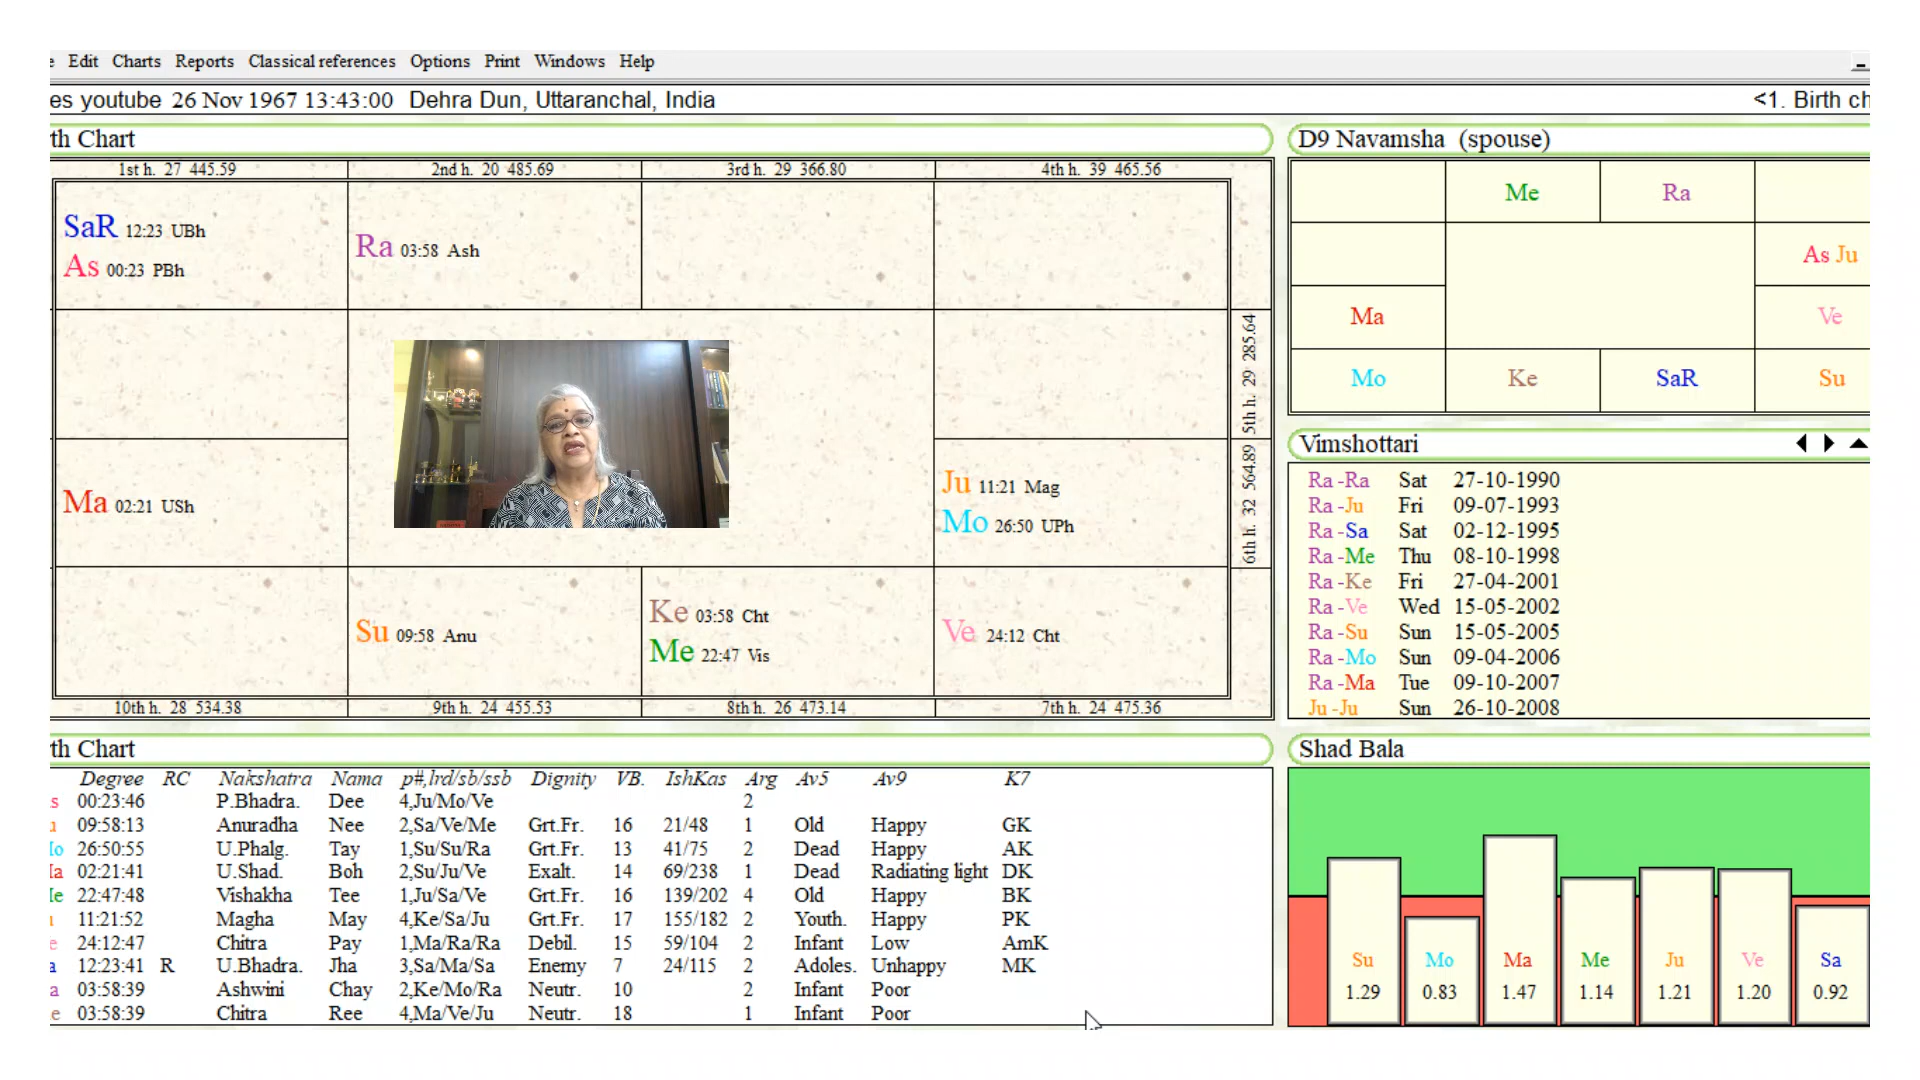 e Edit Charts Reports Classical references Options Print Windows Help
es youtube 26 Nov 1967 13:43:00 Dehra Dun, Uttaranchal, India <1. Birth ch
th Chart
1st h. 27 445.59 2nd h. 20 485.69 3rd h. 29 366.80 4th h. 39 465.56
SaR 12:23 UBh
As 00:23 PBh
Ra 03:58 Ash
5th h. 29 285.64
Ma 02:21 USh
Ju 11:21 Mag
Mo 26:50 UPh
6th h. 32 564.89
Su 09:58 Anu
Ke 03:58 Cht
Me 22:47 Vis
Ve 24:12 Cht
10th h. 28 534.38 9th h. 24 455.53 8th h. 26 473.14 7th h. 24 475.36
D9 Navamsha (spouse)
Me Ra
As Ju
Ma Ve
Mo Ke SaR Su
Vimshottari
Ra -Ra Sat 27-10-1990
Ra -Ju Fri 09-07-1993
Ra -Sa Sat 02-12-1995
Ra -Me Thu 08-10-1998
Ra -Ke Fri 27-04-2001
Ra -Ve Wed 15-05-2002
Ra -Su Sun 15-05-2005
Ra -Mo Sun 09-04-2006
Ra -Ma Tue 09-10-2007
Ju -Ju Sun 26-10-2008
th Chart
Degree RC Nakshatra Nama p#,lrd/sb/ssb Dignity VB. IshKas Arg Av5 Av9 K7
s 00:23:46 P.Bhadra. Dee 4,Ju/Mo/Ve 2
u 09:58:13 Anuradha Nee 2,Sa/Ve/Me Grt.Fr. 16 21/48 1 Old Happy GK
Io 26:50:55 U.Phalg. Tay 1,Su/Su/Ra Grt.Fr. 13 41/75 2 Dead Happy AK
Ia 02:21:41 U.Shad. Boh 2,Su/Ju/Ve Exalt. 14 69/238 1 Dead Radiating light DK
Ie 22:47:48 Vishakha Tee 1,Ju/Sa/Ve Grt.Fr. 16 139/202 4 Old Happy BK
u 11:21:52 Magha May 4,Ke/Sa/Ju Grt.Fr. 17 155/182 2 Youth. Happy PK
e 24:12:47 Chitra Pay 1,Ma/Ra/Ra Debil. 15 59/104 2 Infant Low AmK
a 12:23:41 R U.Bhadra. Jha 3,Sa/Ma/Sa Enemy 7 24/115 2 Adoles. Unhappy MK
a 03:58:39 Ashwini Chay 2,Ke/Mo/Ra Neutr. 10 2 Infant Poor
e 03:58:39 Chitra Ree 4,Ma/Ve/Ju Neutr. 18 1 Infant Poor
Shad Bala
Su Mo Ma Me Ju Ve Sa
1.29 0.83 1.47 1.14 1.21 1.20 0.92